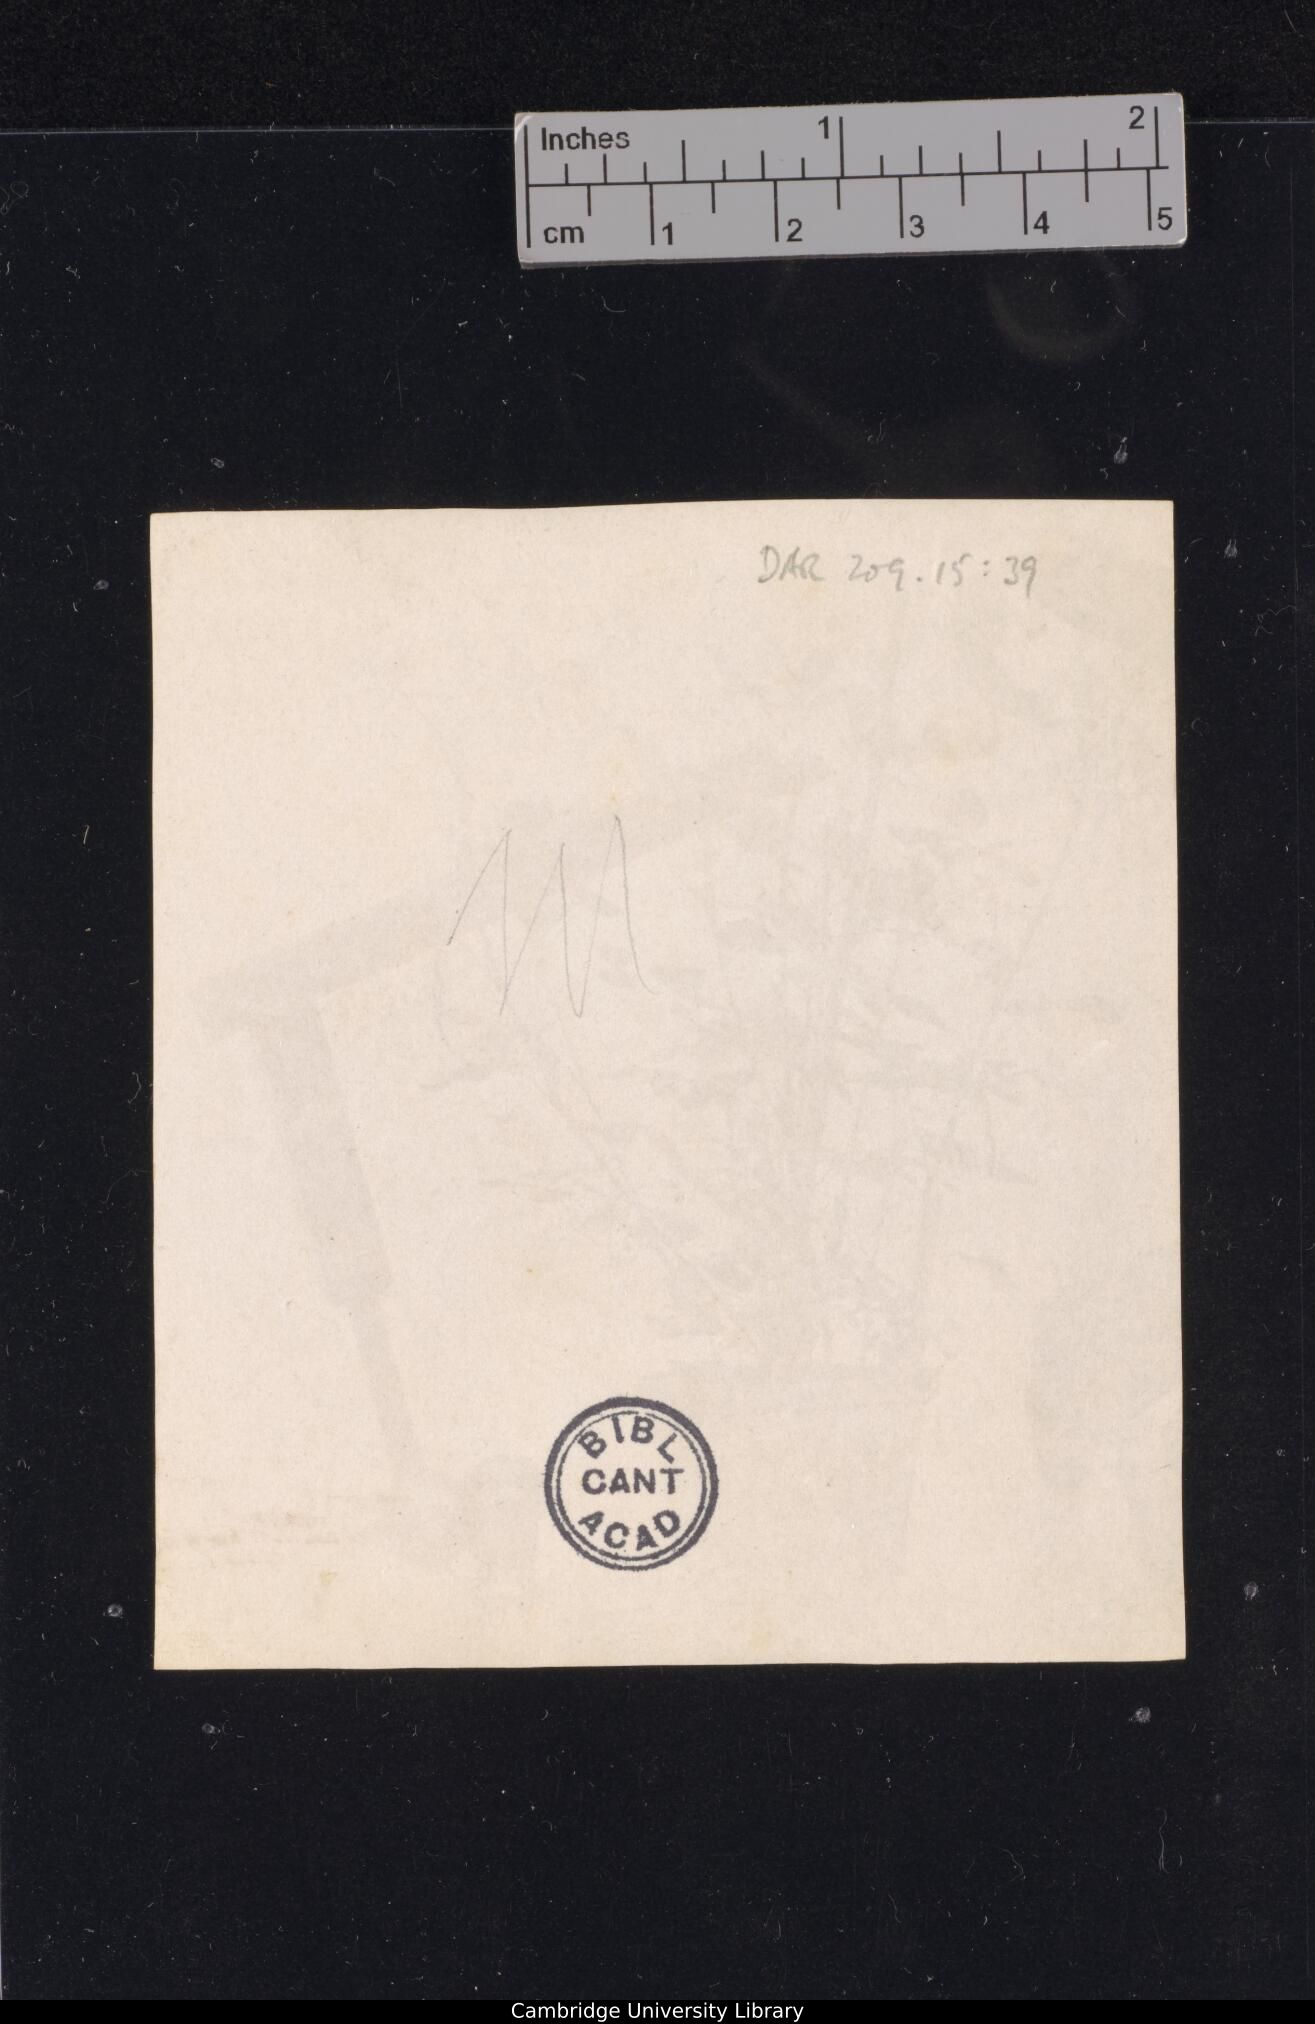 Inches 1 2
cm 1 2 3 4 5
DAR 209.15:39
M
BIBL
CANT
ACAD
Cambridge University Library